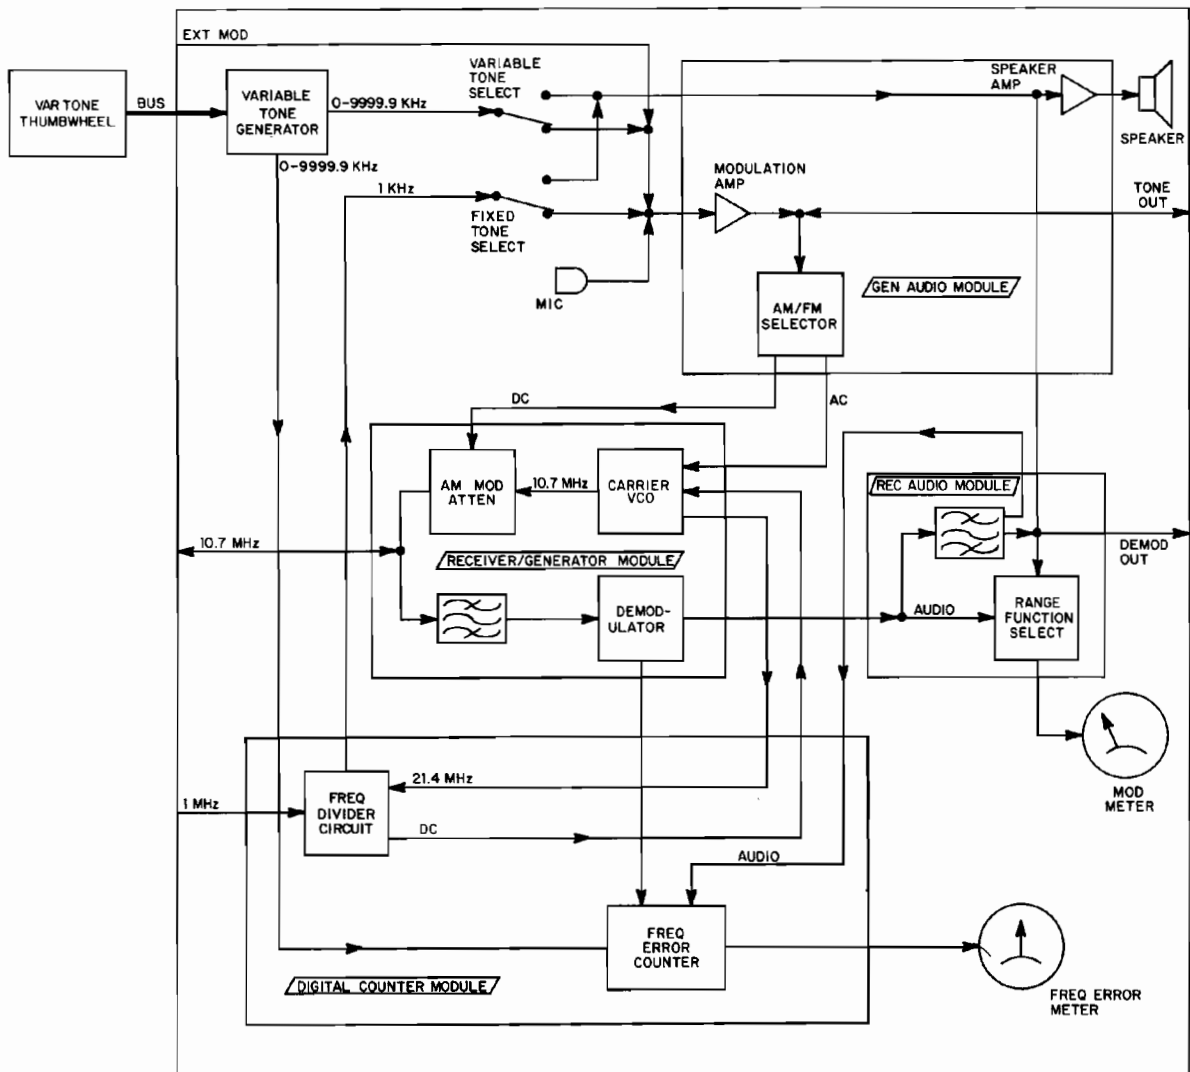 EXT MOD
VARIABLE
TONE
SELECT
SPEAKER
AMP
VAR TONE
THUMBWHEEL
BUS
VARIABLE
TONE
GENERATOR
0-9999.9 KHz
SPEAKER
0-9999.9 KHz
1 KHz
FIXED
TONE
SELECT
MODULATION
AMP
TONE
OUT
MIC
AM/FM
SELECTOR
GEN AUDIO MODULE
DC
AC
AM MOD
ATTEN
10.7 MHz
CARRIER
VCO
REC AUDIO MODULE
10.7 MHz
RECEIVER/GENERATOR MODULE
DEMOD
OUT
DEMOD-
ULATOR
AUDIO
RANGE
FUNCTION
SELECT
21.4 MHz
1 MHz
FREQ
DIVIDER
CIRCUIT
DC
MOD
METER
AUDIO
FREQ
ERROR
COUNTER
DIGITAL COUNTER MODULE
FREQ ERROR
METER